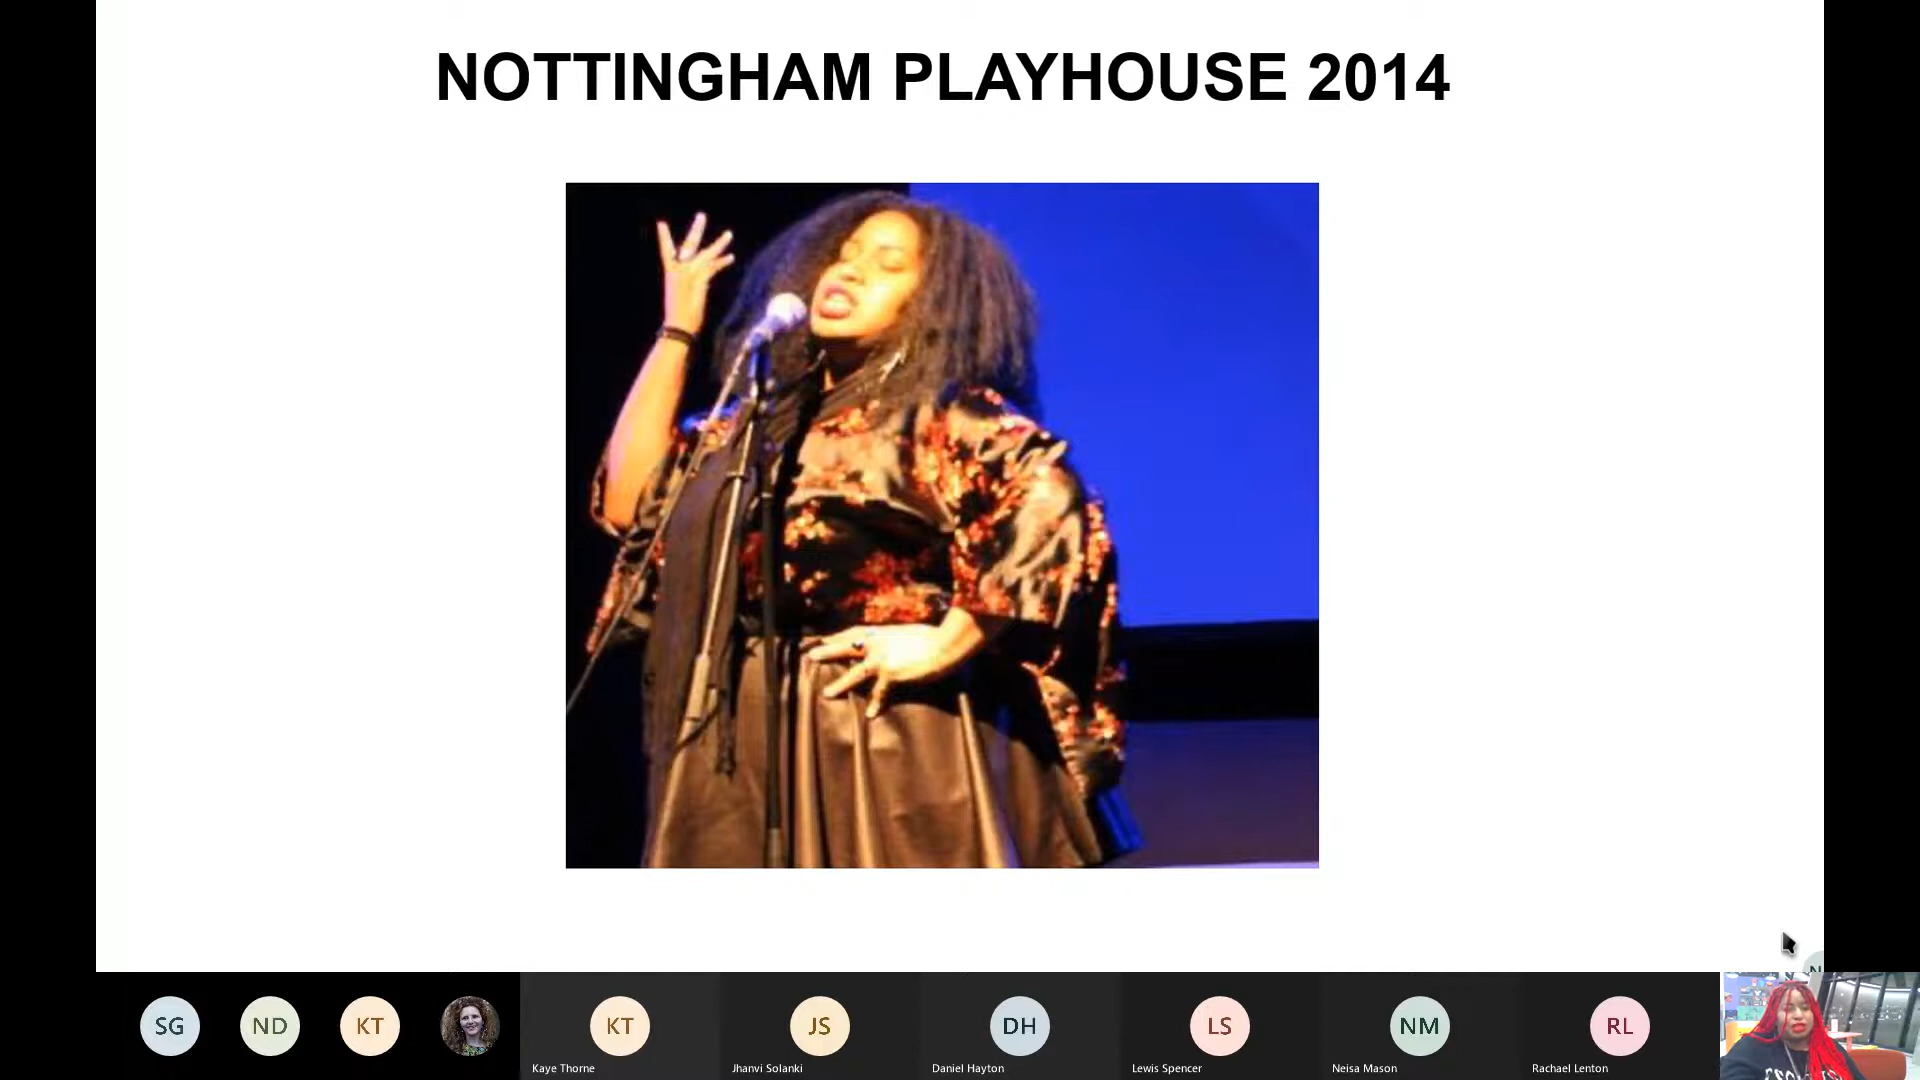 NOTTINGHAM PLAYHOUSE 2014
SG
ND
KT
KT
JS
DH
LS
NM
RL
Kaye Thorne
Jhanvi Solanki
Daniel Hayton
Lewis Spencer
Neisa Mason
Rachael Lenton